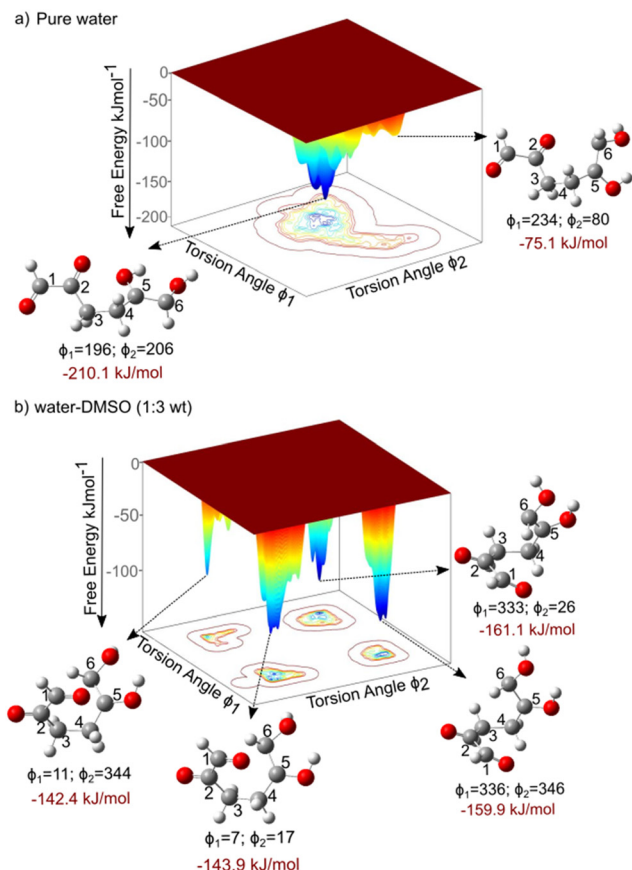 a) Pure water
Free Energy kJmol⁻¹
0
-50
-100
-150
-200
Torsion Angle ϕ₁
Torsion Angle ϕ₂
1
2
3
4
5
6
ϕ₁=234; ϕ₂=80
-75.1 kJ/mol
1
2
3
4
5
6
ϕ₁=196; ϕ₂=206
-210.1 kJ/mol
b) water-DMSO (1:3 wt)
Free Energy kJmol⁻¹
0
-50
-100
Torsion Angle ϕ₁
Torsion Angle ϕ₂
6
5
3
4
2
1
ϕ₁=333; ϕ₂=26
-161.1 kJ/mol
6
1
5
2
4
3
ϕ₁=11; ϕ₂=344
-142.4 kJ/mol
6
1
5
2
4
3
ϕ₁=7; ϕ₂=17
-143.9 kJ/mol
6
5
3
4
2
1
ϕ₁=336; ϕ₂=346
-159.9 kJ/mol